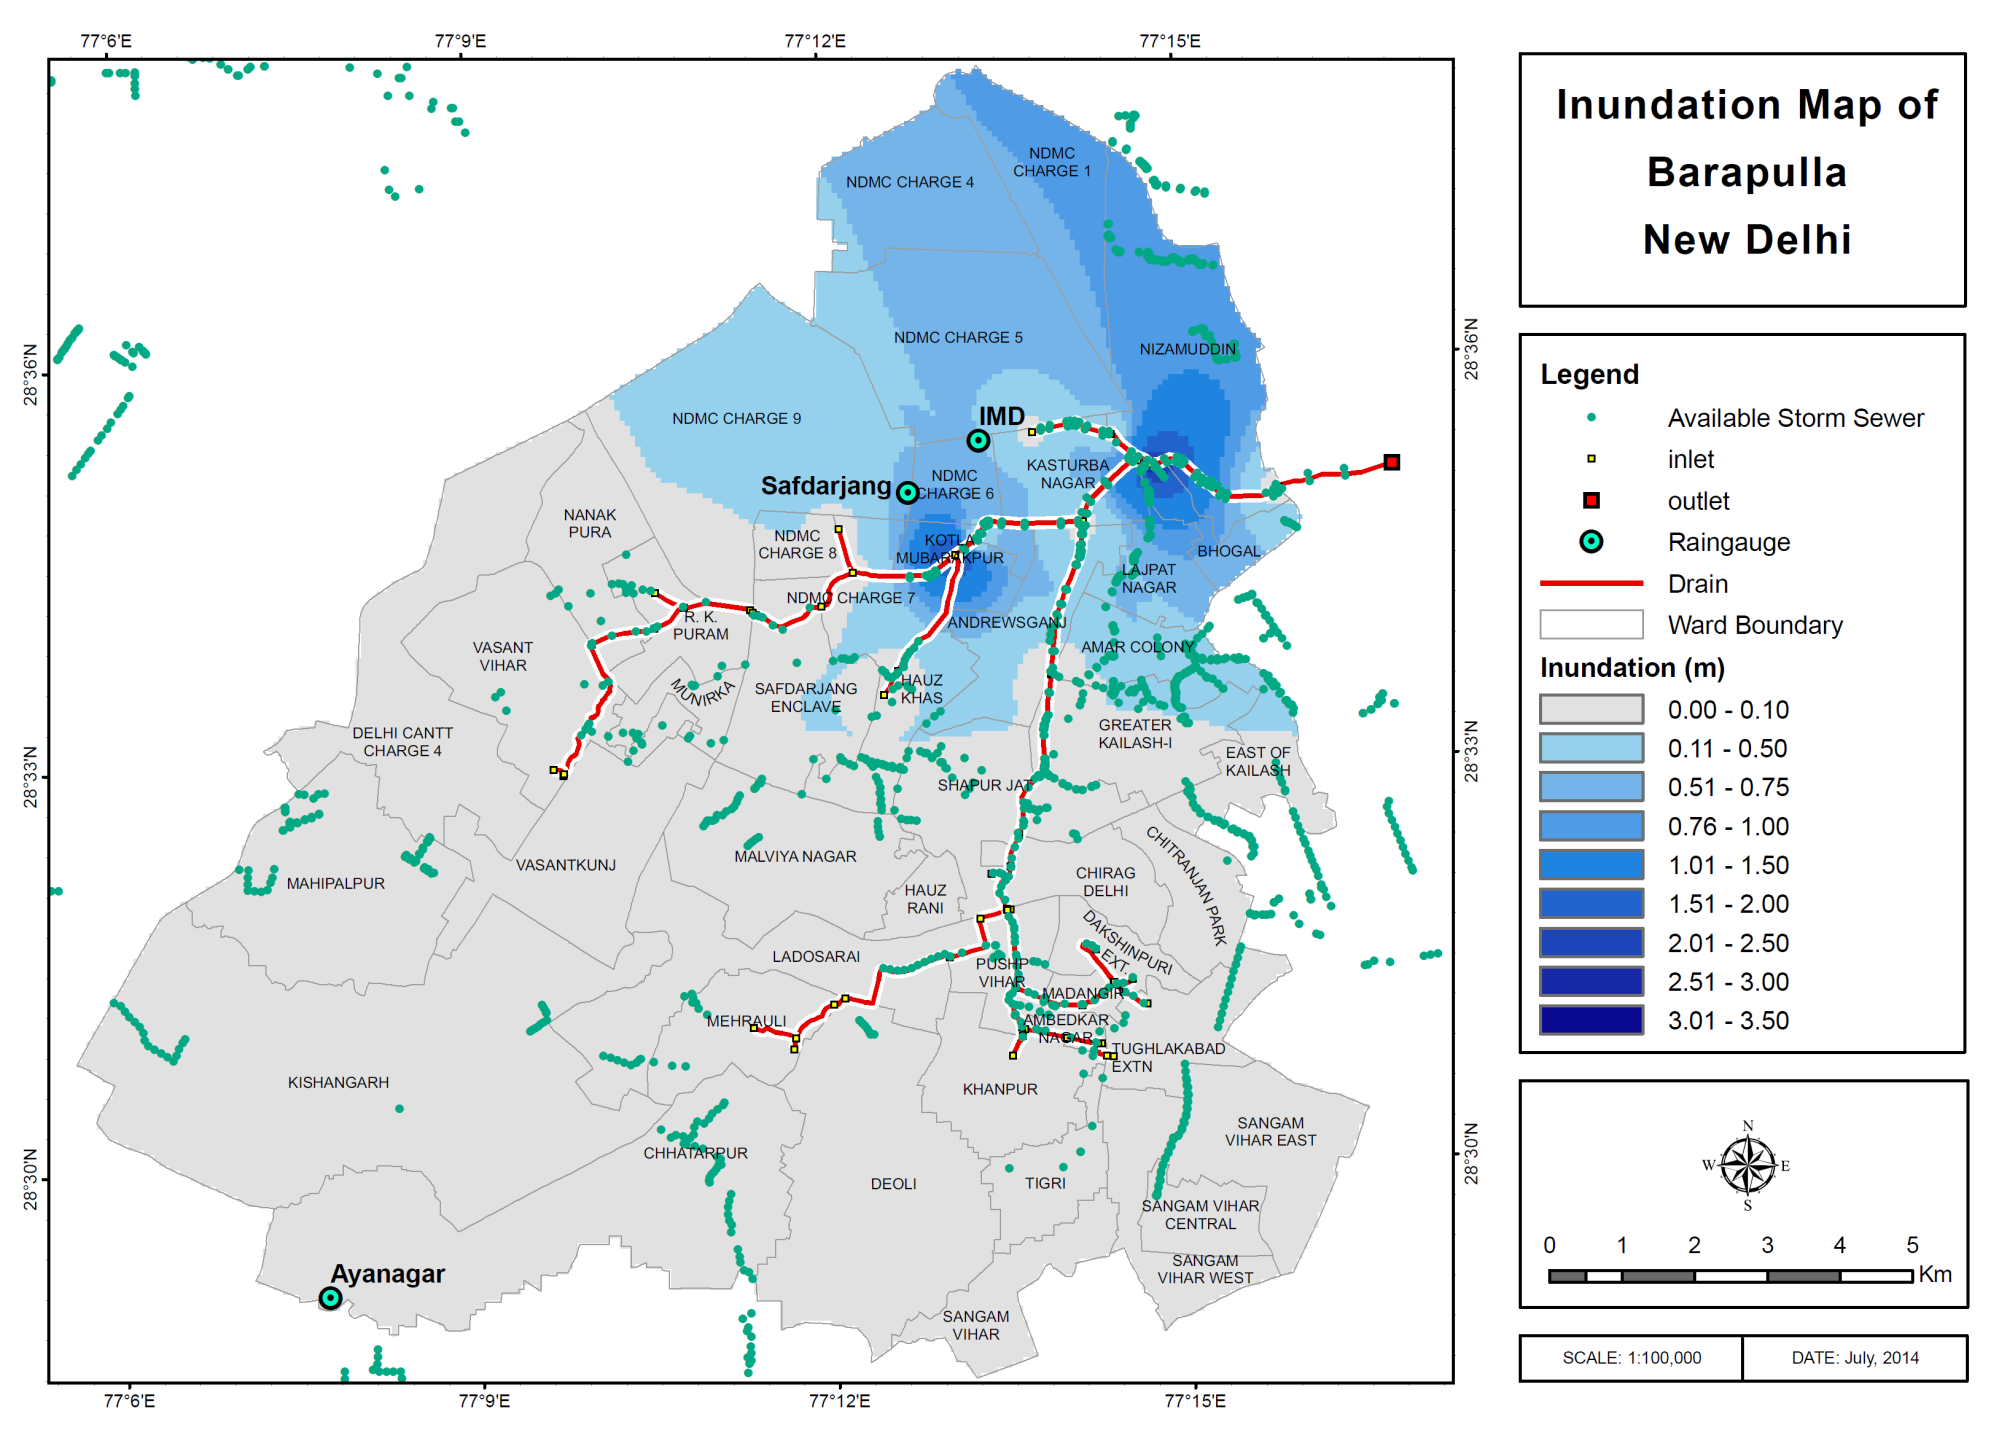 77°6'E
77°9'E
77°12'E
77°15'E
28°36'N
28°36'N
28°33'N
28°33'N
28°30'N
28°30'N
77°6'E
77°9'E
77°12'E
77°15'E
NDMC
CHARGE 1
NDMC CHARGE 4
NDMC CHARGE 5
NIZAMUDDIN
NDMC CHARGE 9
IMD
KASTURBA
NAGAR
Safdarjang
NDMC
CHARGE 6
NANAK
PURA
NDMC
CHARGE 8
KOTLA
MUBARAKPUR
BHOGAL
LAJPAT
NAGAR
NDMC CHARGE 7
R. K.
PURAM
ANDREWSGANJ
VASANT
VIHAR
AMAR COLONY
MUNIRKA
SAFDARJANG
ENCLAVE
HAUZ
KHAS
DELHI CANTT
CHARGE 4
GREATER
KAILASH-I
EAST OF
KAILASH
SHAPUR JAT
MALVIYA NAGAR
VASANTKUNJ
MAHIPALPUR
HAUZ
RANI
CHIRAG
DELHI
CHITRANJAN PARK
LADOSARAI
DAKSHINPURI
EXT.
PUSHP
VIHAR
MADANGIR
MEHRAULI
AMBEDKAR
NAGAR
TUGHLAKABAD
EXTN
KISHANGARH
KHANPUR
SANGAM
VIHAR EAST
CHHATARPUR
DEOLI
TIGRI
SANGAM VIHAR
CENTRAL
SANGAM
VIHAR WEST
Ayanagar
SANGAM
VIHAR
Inundation Map of
Barapulla
New Delhi
Legend
Available Storm Sewer
inlet
outlet
Raingauge
Drain
Ward Boundary
Inundation (m)
0.00 - 0.10
0.11 - 0.50
0.51 - 0.75
0.76 - 1.00
1.01 - 1.50
1.51 - 2.00
2.01 - 2.50
2.51 - 3.00
3.01 - 3.50
N
W E
S
0 1 2 3 4 5
Km
SCALE: 1:100,000
DATE: July, 2014